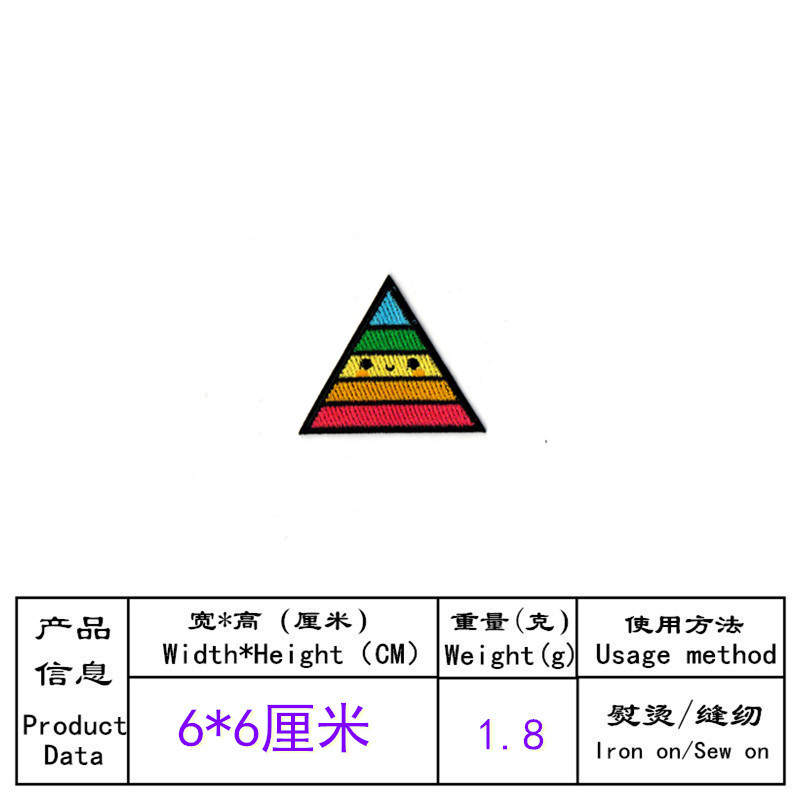 产品
信息
Product
Data
宽*高 (厘米)
Width*Height (CM)
重量(克)
Weight(g)
使用方法
Usage method
6*6厘米
1.8
熨烫/缝纫
Iron on/Sew on